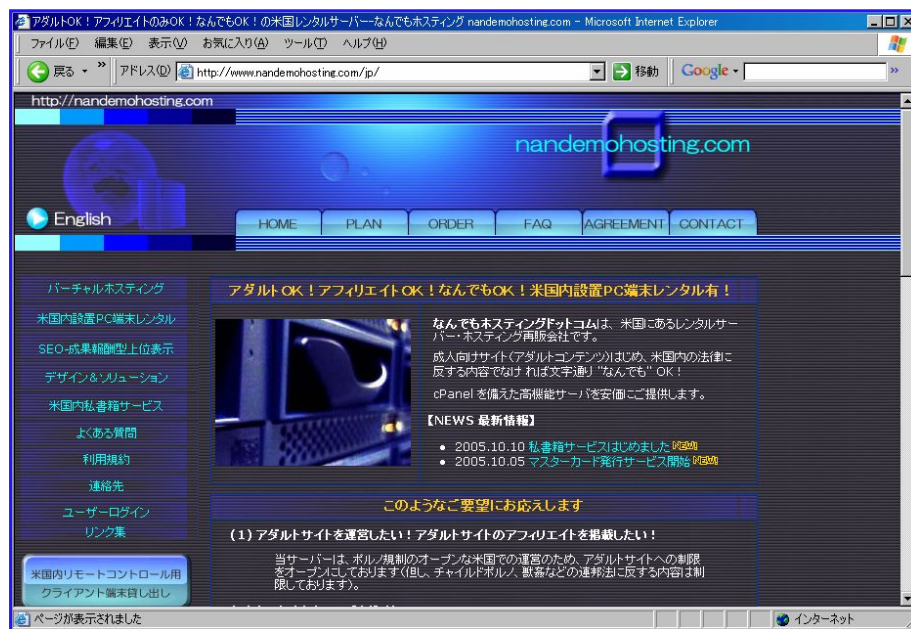 アダルトOK！アフィリエイトのみOK！なんでもOK！の米国レンタルサーバー-なんでもホスティング nandemohosting.com - Microsoft Internet Explorer
ファイル(F) 編集(E) 表示(V) お気に入り(A) ツール(T) ヘルプ(H)
戻る アドレス(D) http://www.nandemohosting.com/jp/ 移動 Google
http://nandemohosting.com
nandemohosting.com
English
HOME PLAN ORDER FAQ AGREEMENT CONTACT
バーチャルホスティング
米国内設置PC端末レンタル
SEO-成果報酬型上位表示
デザイン&ソリューション
米国内私書箱サービス
よくある質問
利用規約
連絡先
ユーザーログイン
リンク集
米国内リモートコントロール用
クライアント端末貸し出し
アダルトOK！アフィリエイトOK！なんでもOK！米国内設置PC端末レンタル有！
なんでもホスティングドットコムは、米国にあるレンタルサー
バー・ホスティング再販会社です。
成人向けサイト(アダルトコンテンツ)はじめ、米国内の法律に
反する内容でなければ文字通り "なんでも" OK！
cPanel を備えた高機能サーバを安価にご提供します。
【NEWS 最新情報】
• 2005.10.10 私書箱サービスはじめました NEW
• 2005.10.05 マスターカード発行サービス開始 NEW
このようなご要望にお応えします
(1) アダルトサイトを運営したい！アダルトサイトのアフィリエイトを掲載したい！
当サーバーは、ポルノ規制のオープンな米国での運営のため、アダルトサイトへの制限
をオープンにしております(但し、チャイルドポルノ、獣姦などの連邦法に反する内容は制
限しております)。
ページが表示されました インターネット